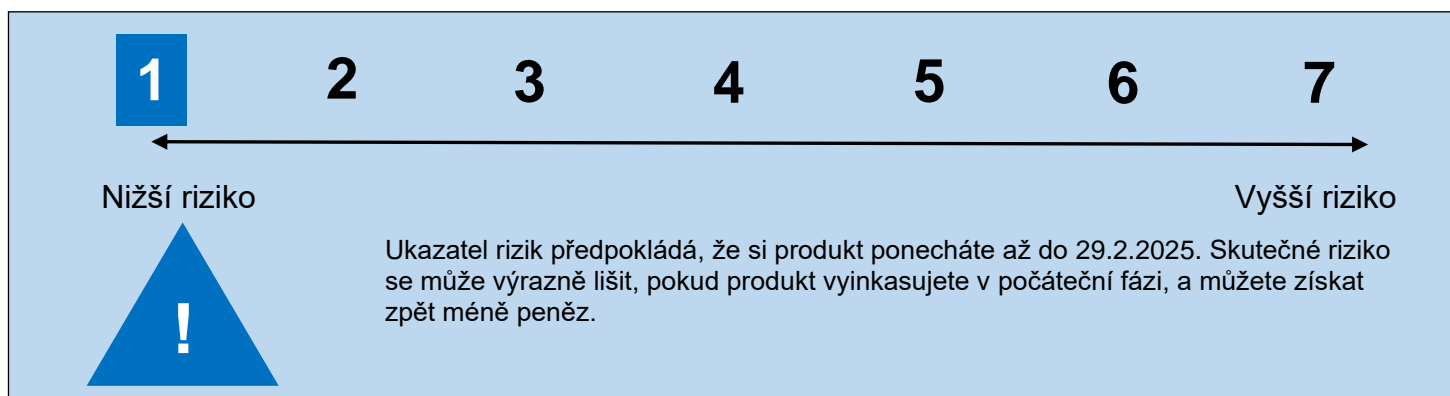 1 2 3 4 5 6 7
Nižší riziko Vyšší riziko
Ukazatel rizik předpokládá, že si produkt ponecháte až do 29.2.2025. Skutečné riziko
se může výrazně lišit, pokud produkt vyinkasujete v počáteční fázi, a můžete získat
zpět méně peněz.
!